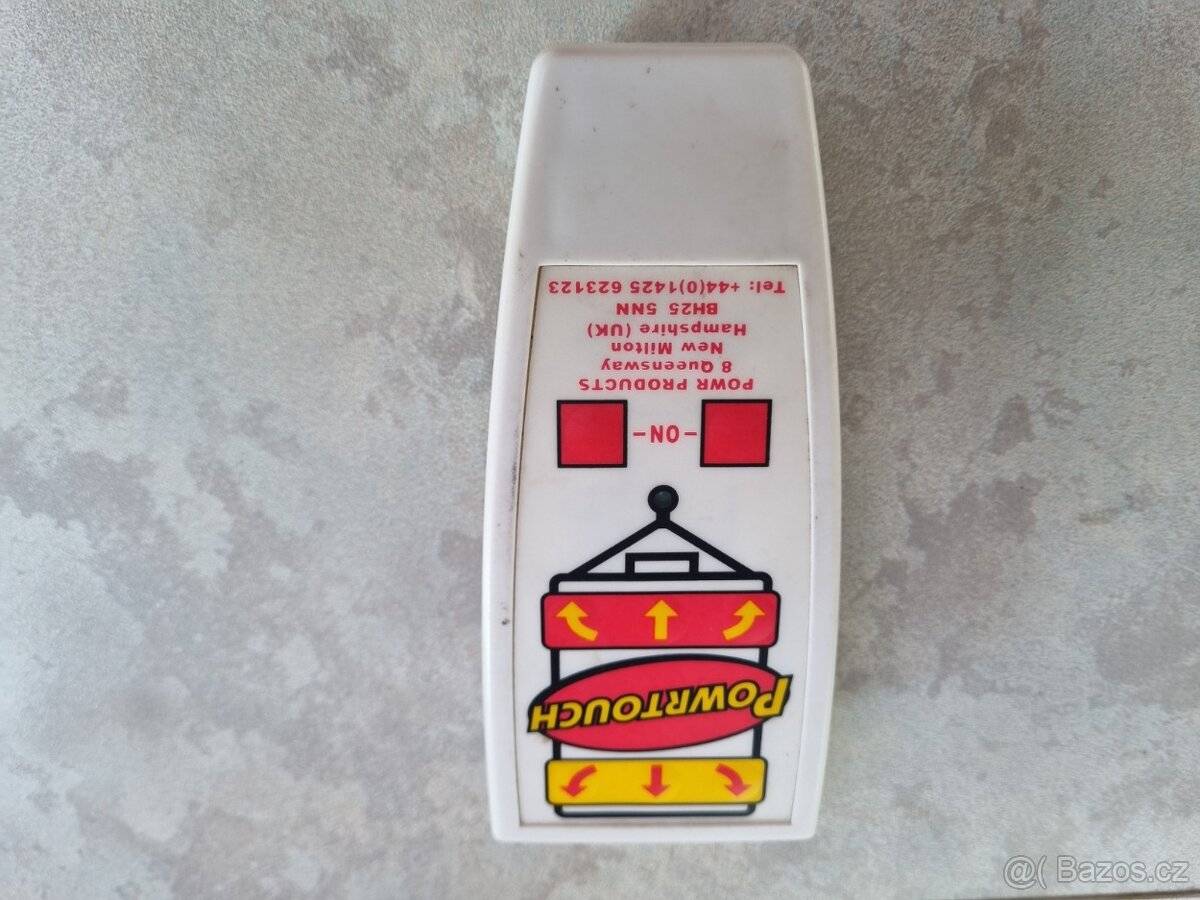 POWRTOUCH
-ON-
POWR PRODUCTS
8 Queensway
New Milton
Hampshire (UK)
BH25 5NN
Tel: +44(0)1425 623123
@( Bazos.cz